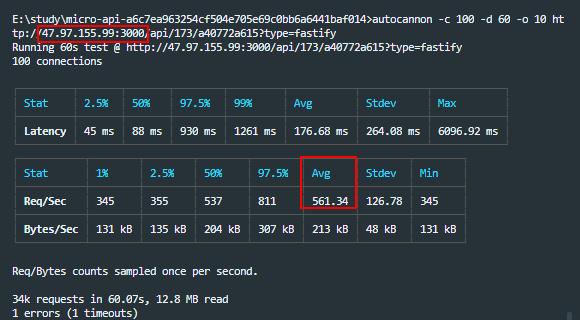 E:\study\micro-api-a6c7ea963254cf504e705e69c0bb6a6441baf014>autocannon -c 100 -d 60 -o 10 ht
tp://47.97.155.99:3000/api/173/a40772a615?type=fastify
Running 60s test @ http://47.97.155.99:3000/api/173/a40772a615?type=fastify
100 connections
Stat 2.5% 50% 97.5% 99% Avg Stdev Max
Latency 45 ms 88 ms 930 ms 1261 ms 176.68 ms 264.08 ms 6096.92 ms
Stat 1% 2.5% 50% 97.5% Avg Stdev Min
Req/Sec 345 355 537 811 561.34 126.78 345
Bytes/Sec 131 kB 135 kB 204 kB 307 kB 213 kB 48 kB 131 kB
Req/Bytes counts sampled once per second.
34k requests in 60.07s, 12.8 MB read
1 errors (1 timeouts)